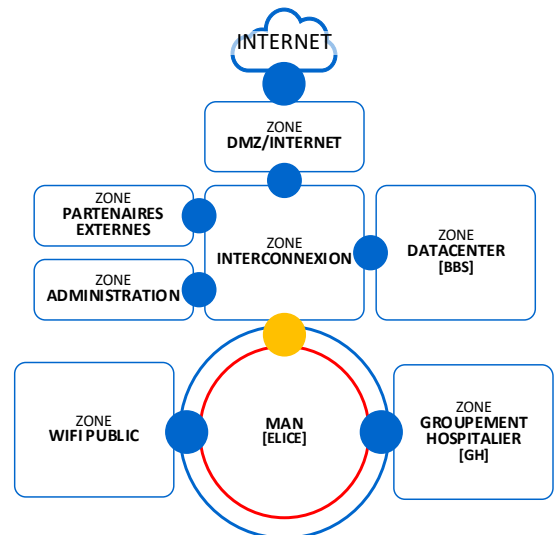 INTERNET
ZONE
DMZ/INTERNET
ZONE
PARTENAIRES
EXTERNES
ZONE
INTERCONNEXION
ZONE
DATACENTER
[BBS]
ZONE
ADMINISTRATION
ZONE
WIFI PUBLIC
MAN
[ELICE]
ZONE
GROUPEMENT
HOSPITALIER
[GH]